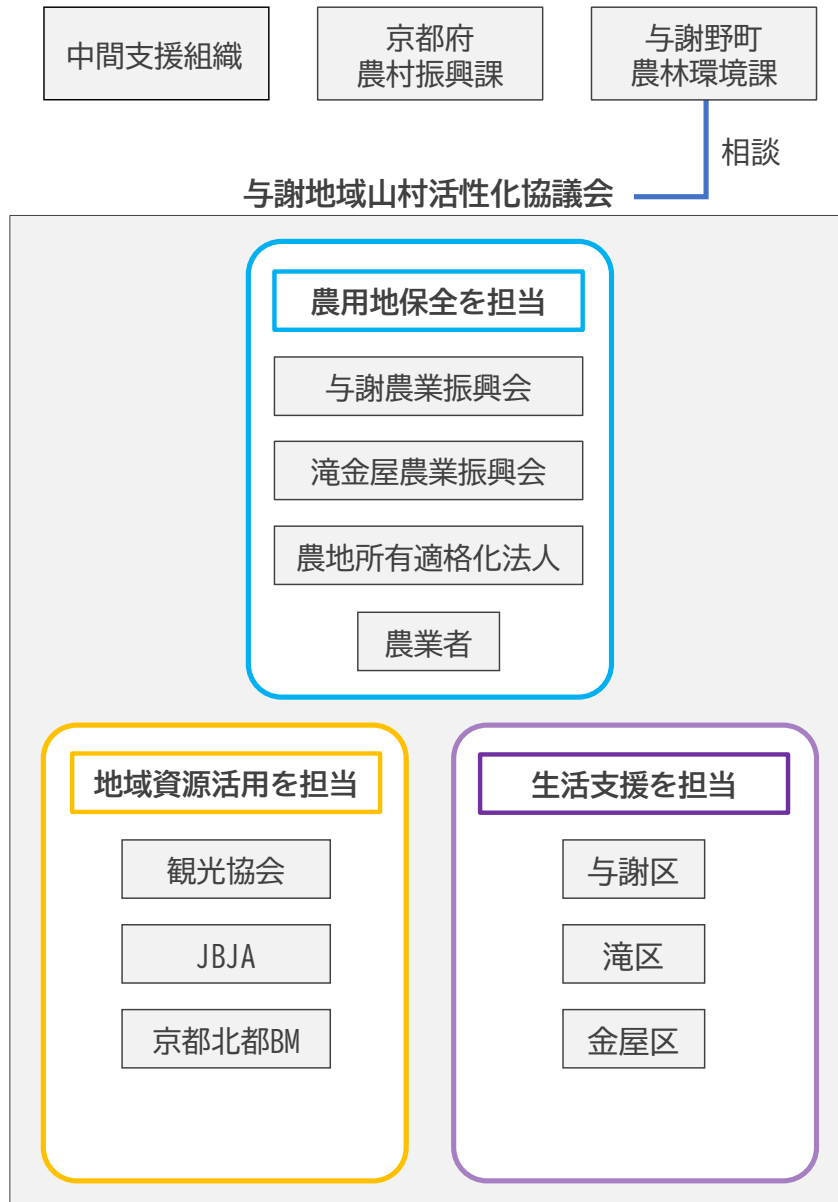 中間支援組織
京都府
農村振興課
与謝野町
農林環境課
相談
与謝地域山村活性化協議会
農用地保全を担当
与謝農業振興会
滝金屋農業振興会
農地所有適格化法人
農業者
地域資源活用を担当
観光協会
JBJA
京都北都BM
生活支援を担当
与謝区
滝区
金屋区